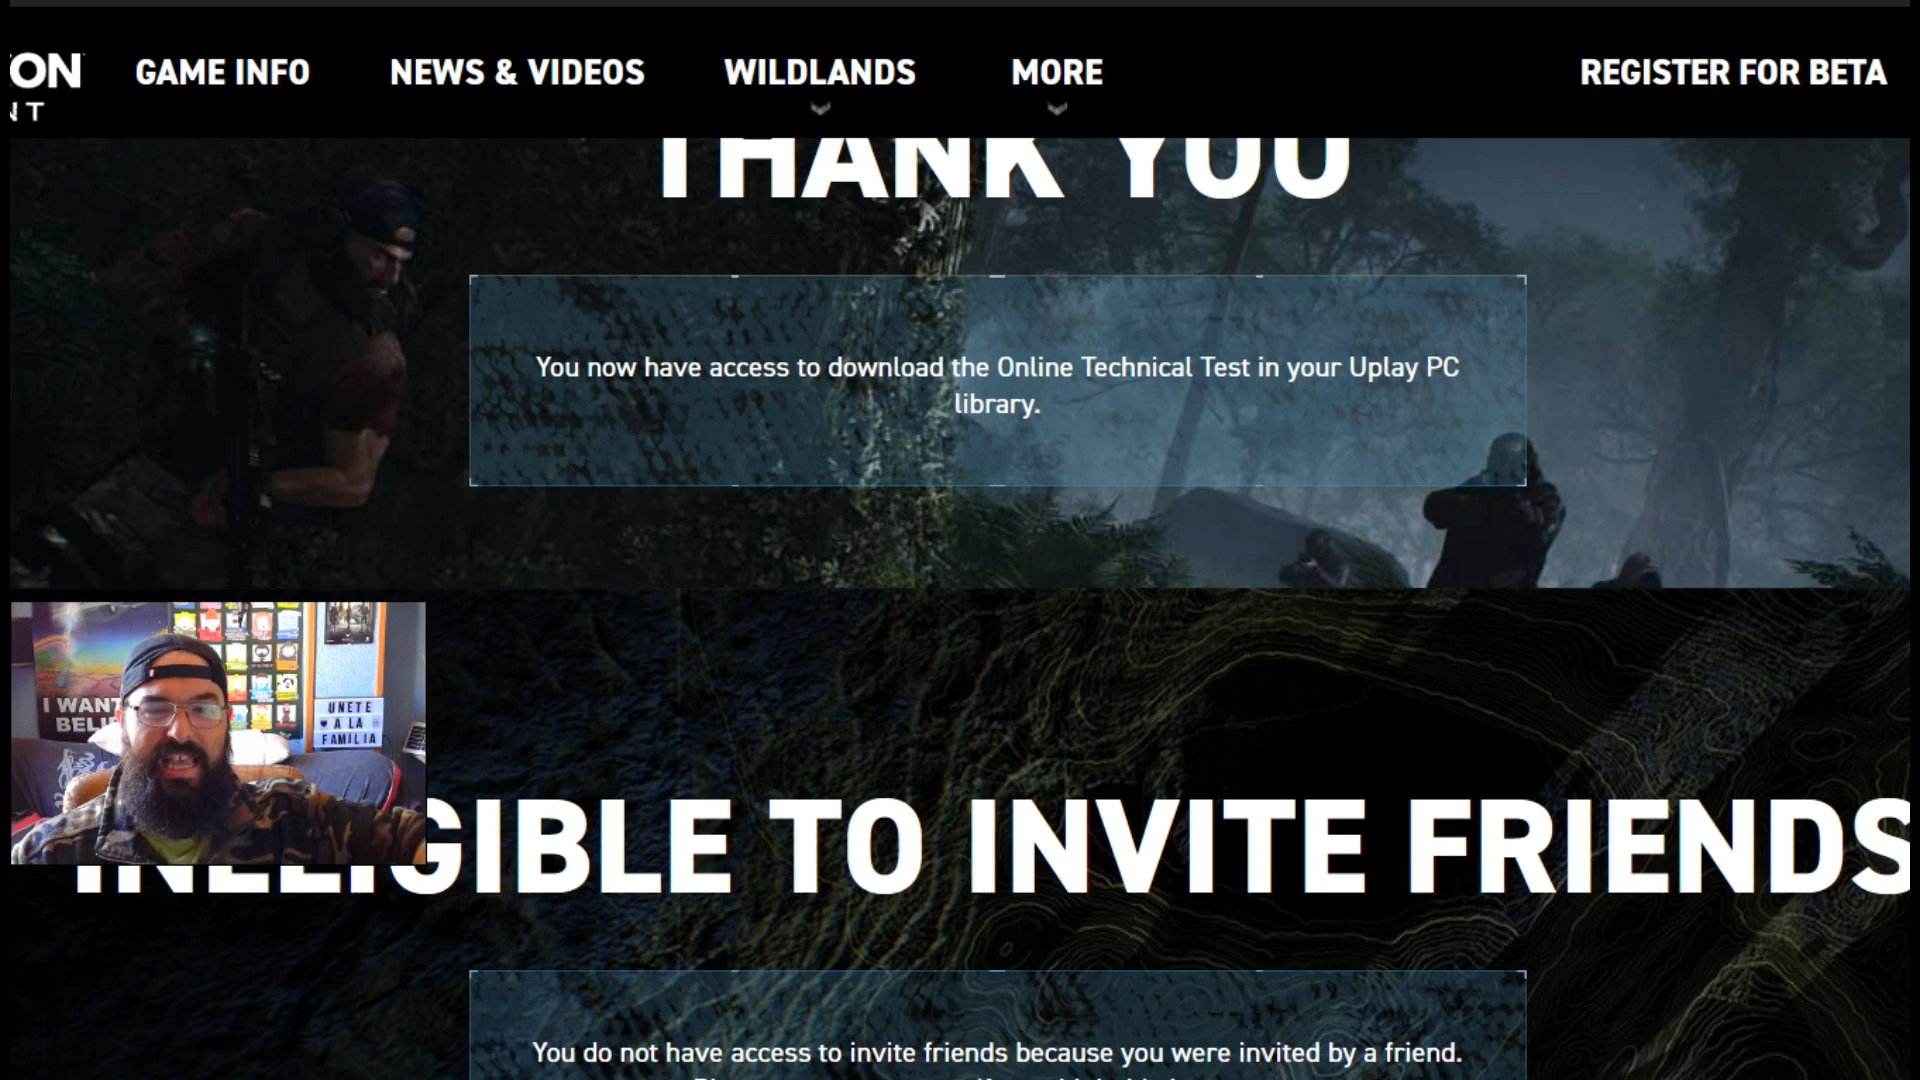 GAME INFO
NEWS & VIDEOS
WILDLANDS
MORE
REGISTER FOR BETA
THANK YOU
You now have access to download the Online Technical Test in your Uplay PC
library.
I WANT
UNETE
A LA
FAMILIA
INELIGIBLE TO INVITE FRIENDS
You do not have access to invite friends because you were invited by a friend.